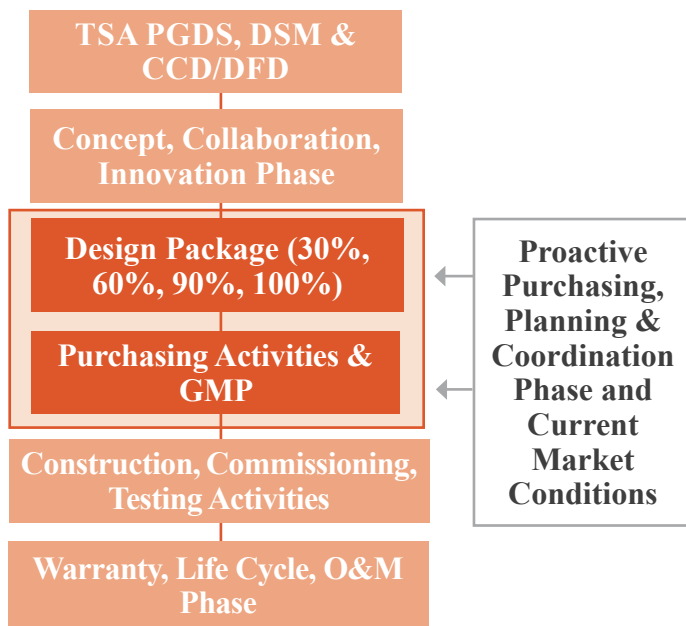 TSA PGDS, DSM &
CCD/DFD
Concept, Collaboration,
Innovation Phase
Design Package (30%,
60%, 90%, 100%)
Purchasing Activities &
GMP
Construction, Commissioning,
Testing Activities
Warranty, Life Cycle, O&M
Phase
Proactive
Purchasing,
Planning &
Coordination
Phase and
Current
Market
Conditions